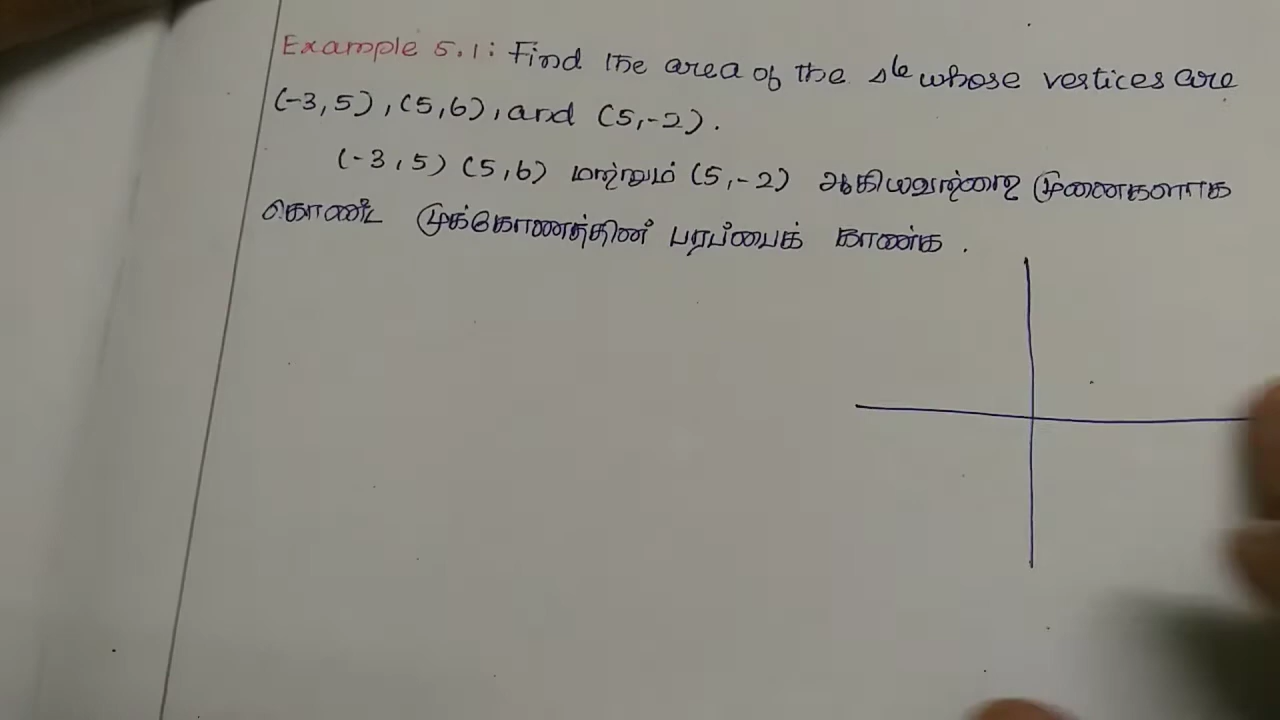 Example 5.1: Find the area of the Δle whose vertices are
(-3,5), (5,6), and (5,-2).
(-3,5) (5,6) மற்றும் (5,-2) ஆகியவற்றை முனைகளாக
கொண்ட முக்கோணத்தின் பரப்பைக் காண்க.